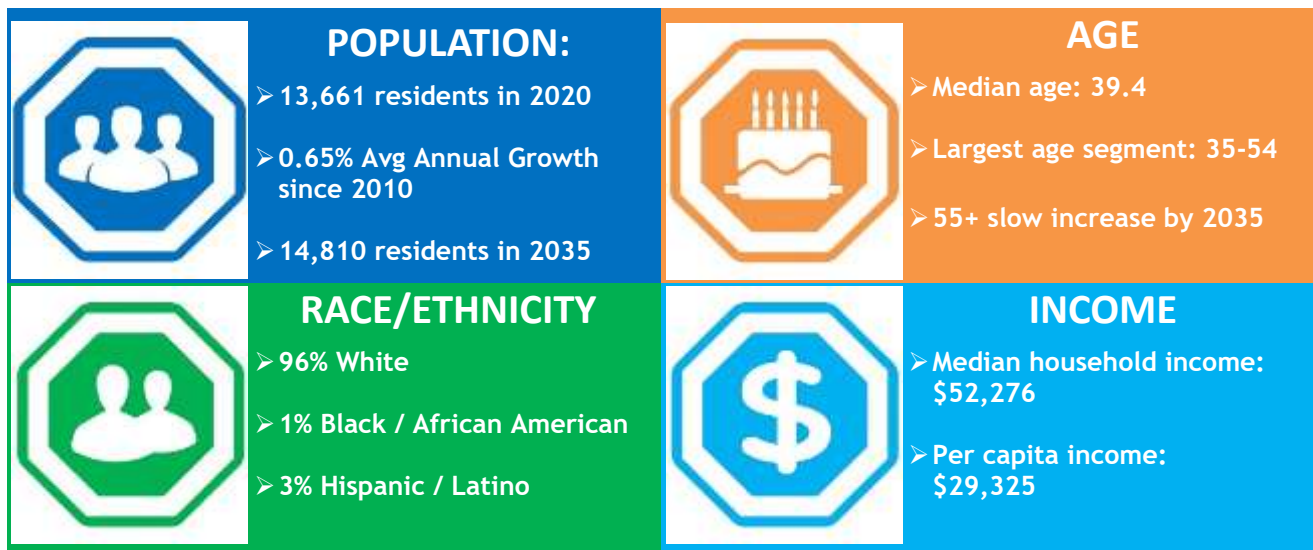 POPULATION:
➢ 13,661 residents in 2020
➢ 0.65% Avg Annual Growth
since 2010
➢ 14,810 residents in 2035
AGE
➢ Median age: 39.4
➢ Largest age segment: 35-54
➢ 55+ slow increase by 2035
RACE/ETHNICITY
➢ 96% White
➢ 1% Black / African American
➢ 3% Hispanic / Latino
INCOME
➢ Median household income:
$52,276
➢ Per capita income:
$29,325